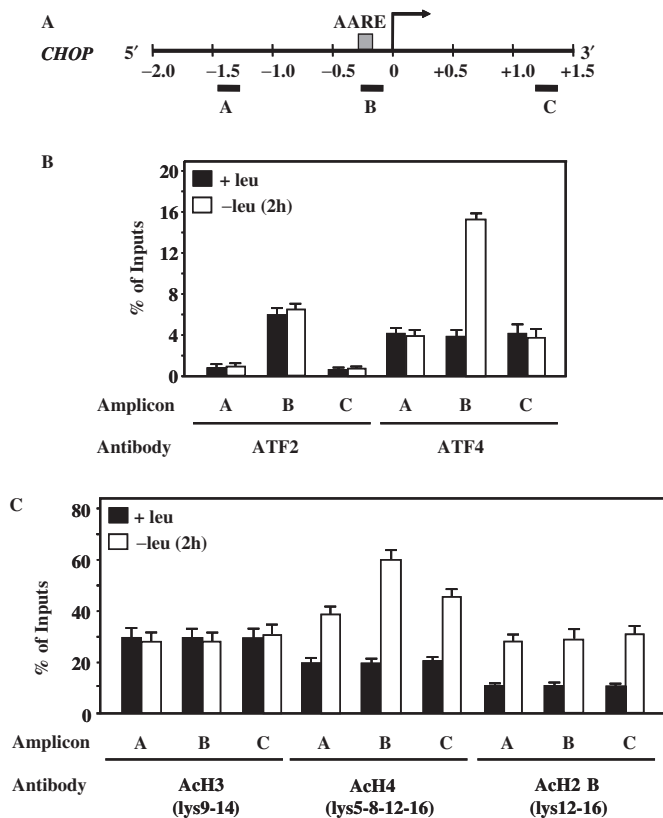 A
AARE
CHOP 5′ 3′
−2.0 −1.5 −1.0 −0.5 0 +0.5 +1.0 +1.5
A B C
B
% of Inputs
20
16
12
8
4
0
+ leu
−leu (2h)
Amplicon A B C A B C
Antibody ATF2 ATF4
C
% of Inputs
80
60
40
20
0
+ leu
−leu (2h)
Amplicon A B C A B C A B C
Antibody AcH3 AcH4 AcH2 B
(lys9-14) (lys5-8-12-16) (lys12-16)